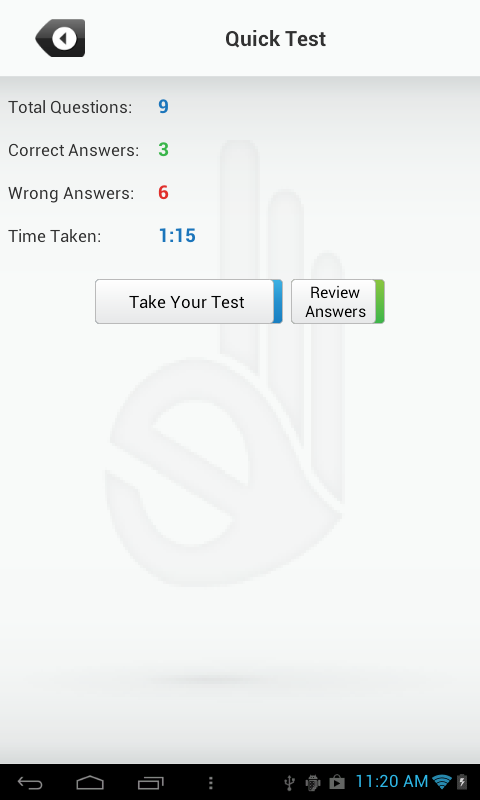 Quick Test
Total Questions: 9
Correct Answers: 3
Wrong Answers: 6
Time Taken: 1:15
Take Your Test
Review
Answers
11:20 AM